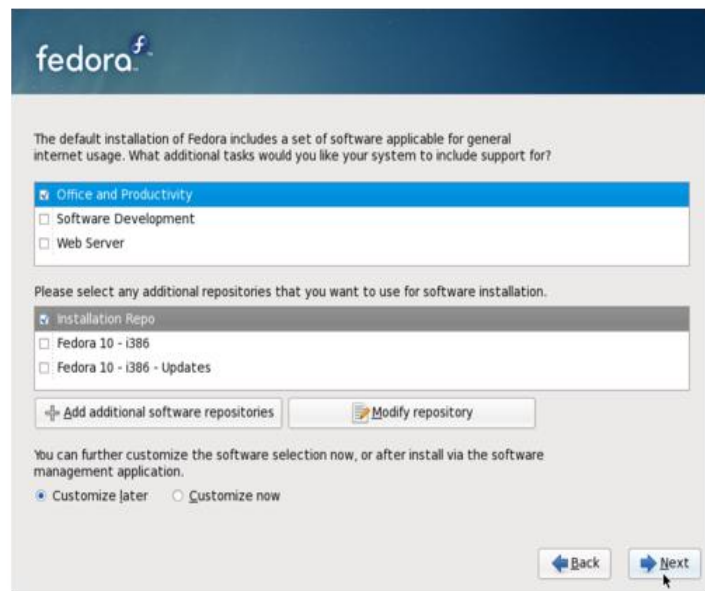 fedora
The default installation of Fedora includes a set of software applicable for general
internet usage. What additional tasks would you like your system to include support for?
Office and Productivity
Software Development
Web Server
Please select any additional repositories that you want to use for software installation.
Installation Repo
Fedora 10 - i386
Fedora 10 - i386 - Updates
Add additional software repositories Modify repository
You can further customize the software selection now, or after install via the software
management application.
Customize later Customize now
Back Next